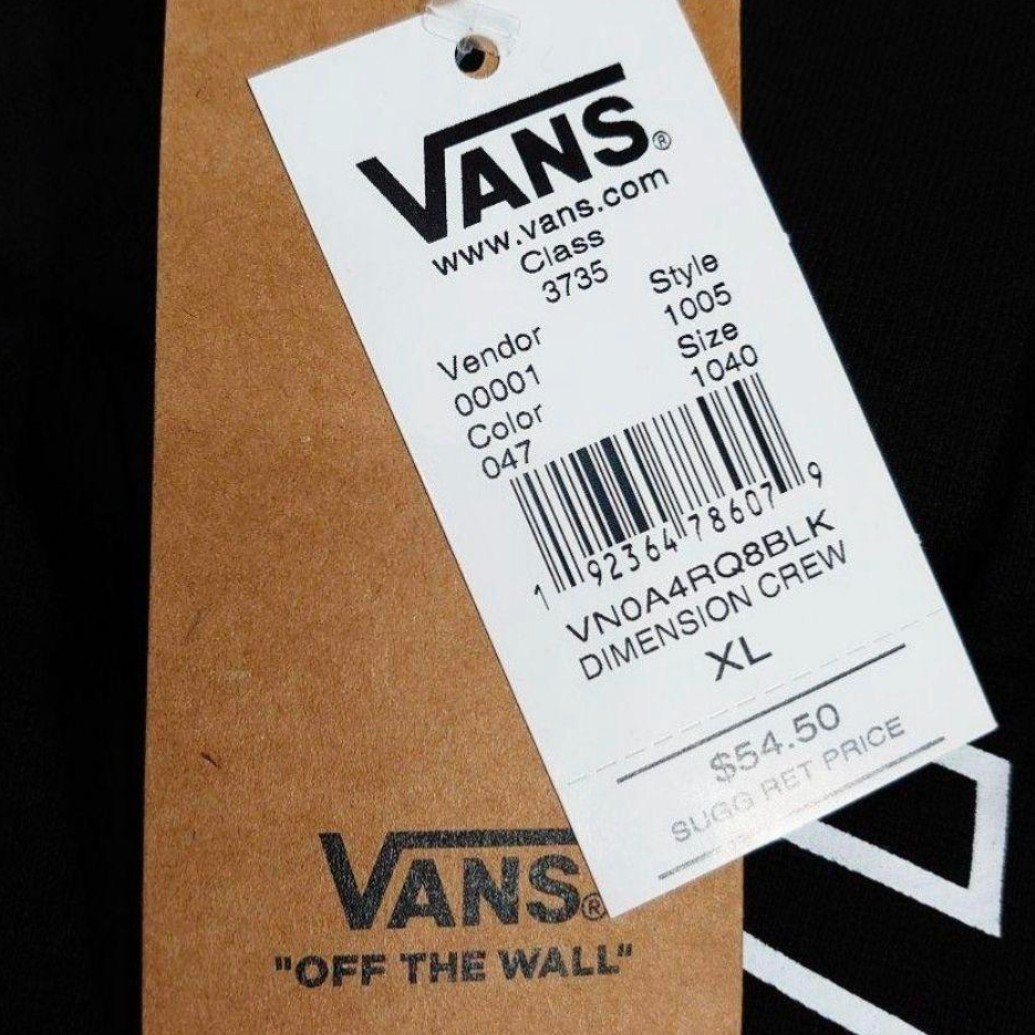 VANS®
www.vans.com
Class
3735
Vendor
00001
Style
1005
Color
047
Size
1040
1 92364 78607 9
VN0A4RQ8BLK
DIMENSION CREW
XL
$54.50
SUGG RET PRICE
VANS®
"OFF THE WALL"